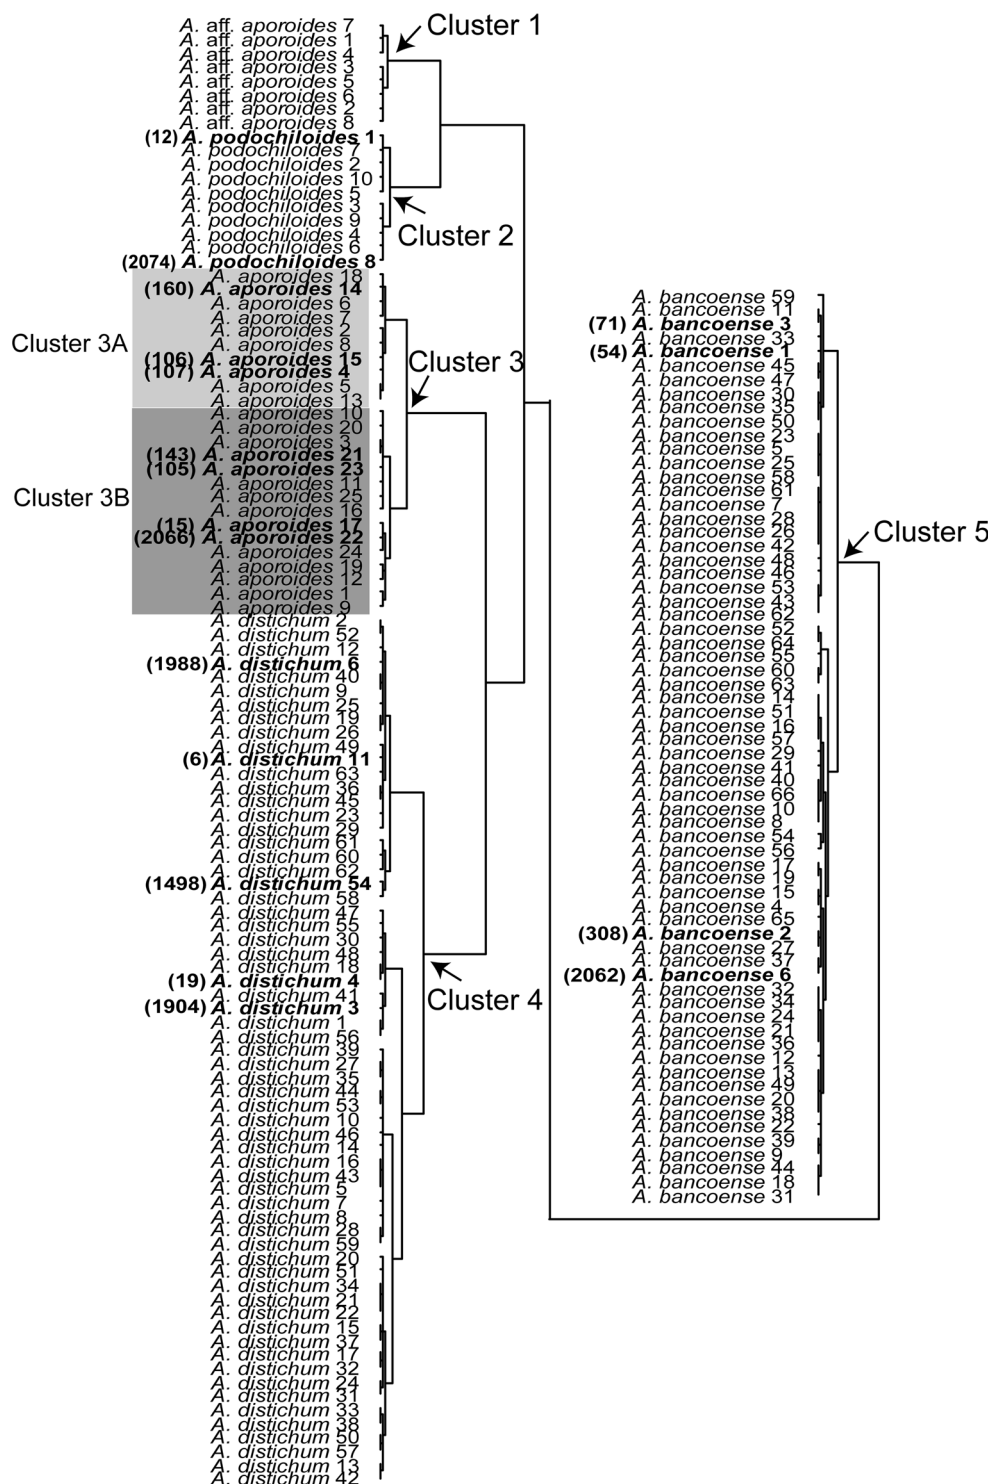 A. aff. aporoides 7
A. aff. aporoides 1
A. aff. aporoides 4
A. aff. aporoides 3
A. aff. aporoides 5
A. aff. aporoides 6
A. aff. aporoides 2
A. aff. aporoides 8
Cluster 1
(12) A. podochiloides 1
A. podochiloides 7
A. podochiloides 2
A. podochiloides 10
A. podochiloides 5
A. podochiloides 3
A. podochiloides 9
A. podochiloides 4
A. podochiloides 6
(2074) A. podochiloides 8
Cluster 2
A. aporoides 18
(160) A. aporoides 14
A. aporoides 6
A. aporoides 7
A. aporoides 2
A. aporoides 8
(106) A. aporoides 15
(107) A. aporoides 4
A. aporoides 5
A. aporoides 13
Cluster 3A
Cluster 3
A. aporoides 10
A. aporoides 20
A. aporoides 3
(143) A. aporoides 21
(105) A. aporoides 23
A. aporoides 11
A. aporoides 25
A. aporoides 16
(15) A. aporoides 17
(2066) A. aporoides 22
A. aporoides 24
A. aporoides 19
A. aporoides 12
A. aporoides 1
A. aporoides 9
Cluster 3B
A. distichum 2
A. distichum 52
A. distichum 12
(1988) A. distichum 6
A. distichum 40
A. distichum 9
A. distichum 25
A. distichum 19
A. distichum 26
A. distichum 49
(6) A. distichum 11
A. distichum 63
A. distichum 36
A. distichum 45
A. distichum 23
A. distichum 29
A. distichum 61
A. distichum 60
A. distichum 62
(1498) A. distichum 54
A. distichum 58
A. distichum 47
A. distichum 55
A. distichum 30
A. distichum 48
A. distichum 18
(19) A. distichum 4
A. distichum 41
(1904) A. distichum 3
A. distichum 1
A. distichum 56
Cluster 4
A. distichum 39
A. distichum 27
A. distichum 35
A. distichum 44
A. distichum 53
A. distichum 10
A. distichum 46
A. distichum 14
A. distichum 16
A. distichum 43
A. distichum 5
A. distichum 7
A. distichum 8
A. distichum 28
A. distichum 59
A. distichum 20
A. distichum 51
A. distichum 34
A. distichum 21
A. distichum 22
A. distichum 15
A. distichum 37
A. distichum 17
A. distichum 32
A. distichum 24
A. distichum 31
A. distichum 33
A. distichum 38
A. distichum 50
A. distichum 57
A. distichum 13
A. distichum 42
A. bancoense 59
A. bancoense 11
(71) A. bancoense 3
A. bancoense 33
(54) A. bancoense 1
A. bancoense 45
A. bancoense 47
A. bancoense 30
A. bancoense 35
A. bancoense 50
A. bancoense 23
A. bancoense 5
A. bancoense 25
A. bancoense 58
A. bancoense 61
A. bancoense 7
A. bancoense 28
A. bancoense 26
A. bancoense 42
A. bancoense 48
A. bancoense 46
A. bancoense 53
A. bancoense 43
A. bancoense 62
Cluster 5
A. bancoense 52
A. bancoense 64
A. bancoense 55
A. bancoense 60
A. bancoense 63
A. bancoense 14
A. bancoense 51
A. bancoense 16
A. bancoense 57
A. bancoense 29
A. bancoense 41
A. bancoense 40
A. bancoense 66
A. bancoense 10
A. bancoense 8
A. bancoense 54
A. bancoense 56
A. bancoense 17
A. bancoense 19
A. bancoense 15
A. bancoense 4
A. bancoense 65
(308) A. bancoense 2
A. bancoense 27
A. bancoense 37
(2062) A. bancoense 6
A. bancoense 32
A. bancoense 34
A. bancoense 24
A. bancoense 21
A. bancoense 36
A. bancoense 12
A. bancoense 13
A. bancoense 49
A. bancoense 20
A. bancoense 38
A. bancoense 22
A. bancoense 39
A. bancoense 9
A. bancoense 44
A. bancoense 18
A. bancoense 31